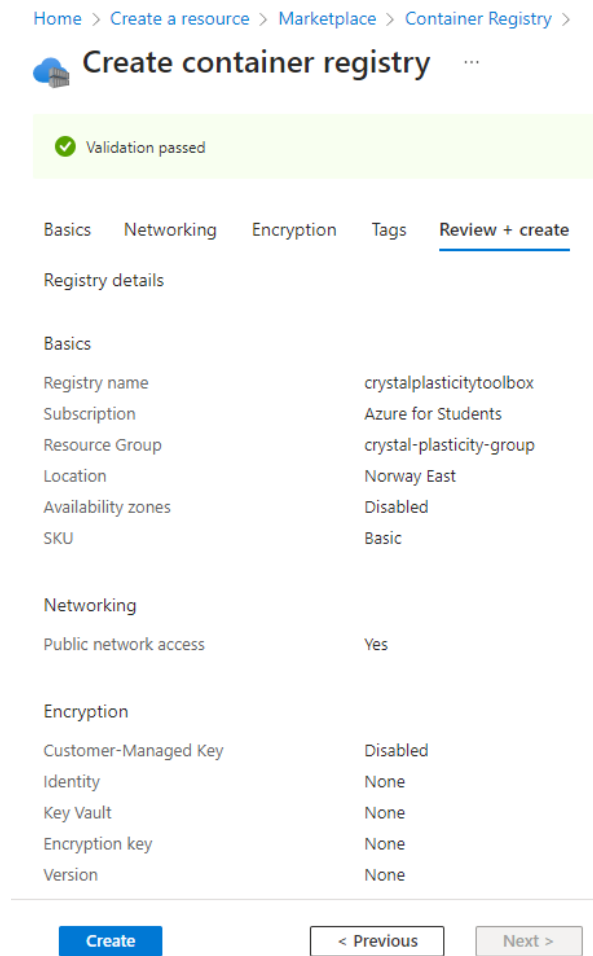 Home > Create a resource > Marketplace > Container Registry >
Create container registry ...
Validation passed
Basics Networking Encryption Tags Review + create
Registry details
Basics
Registry name crystalplasticitytoolbox
Subscription Azure for Students
Resource Group crystal-plasticity-group
Location Norway East
Availability zones Disabled
SKU Basic
Networking
Public network access Yes
Encryption
Customer-Managed Key Disabled
Identity None
Key Vault None
Encryption key None
Version None
Create < Previous Next >